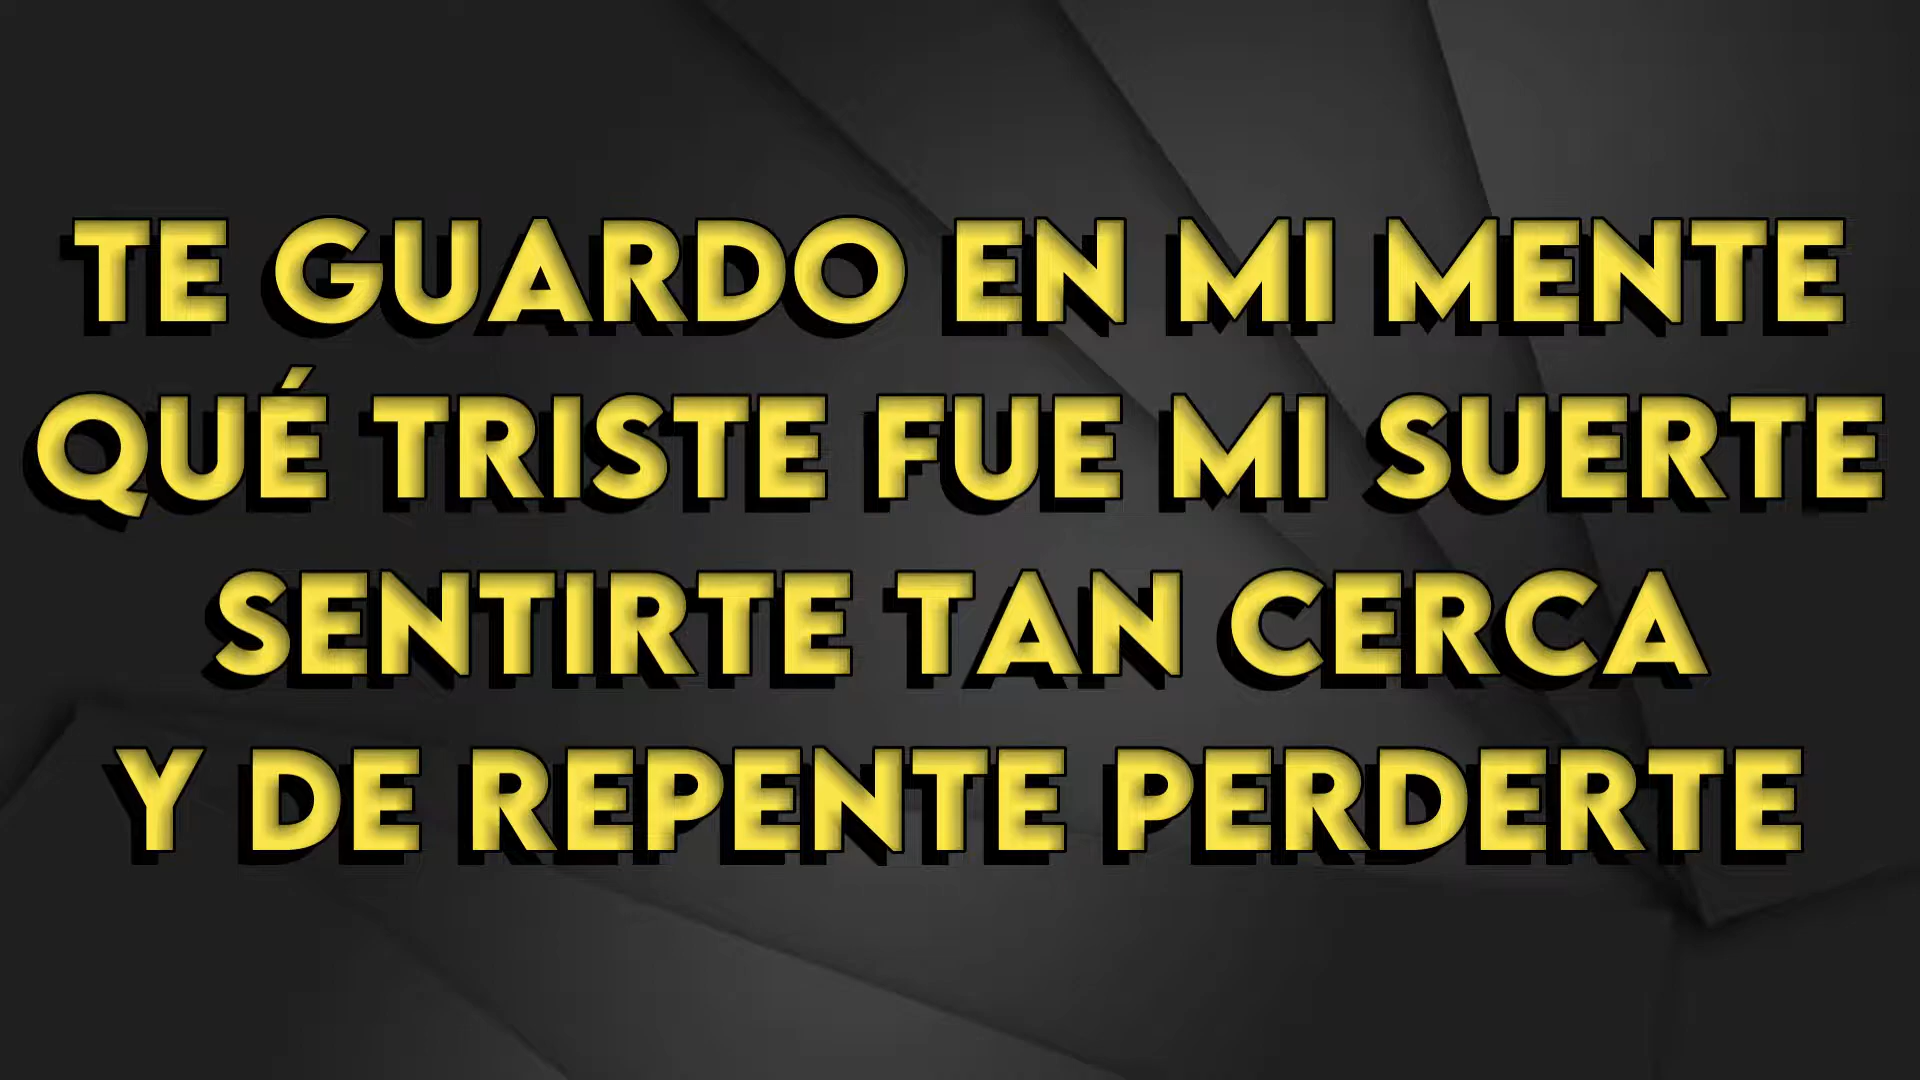 TE GUARDO EN MI MENTE
QUÉ TRISTE FUE MI SUERTE
SENTIRTE TAN CERCA
Y DE REPENTE PERDERTE